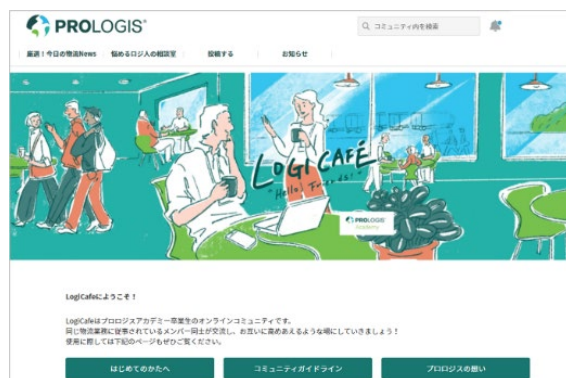 PROLOGIS®
コミュニティ内を検索
厳選！今日の物流News 悩めるロジ人の相談室 投稿する お知らせ
LOGICAFÉ
"Hello! Friends!"
PROLOGIS
Academy
LogiCafeにようこそ！
LogiCafeはプロロジスアカデミー卒業生のオンラインコミュニティです。
同じ物流業務に従事されているメンバー同士が交流し、お互いに高めあえるような場にしていきましょう！
使用に際しては下記のページもぜひご覧ください。
はじめてのかたへ コミュニティガイドライン プロロジスの想い